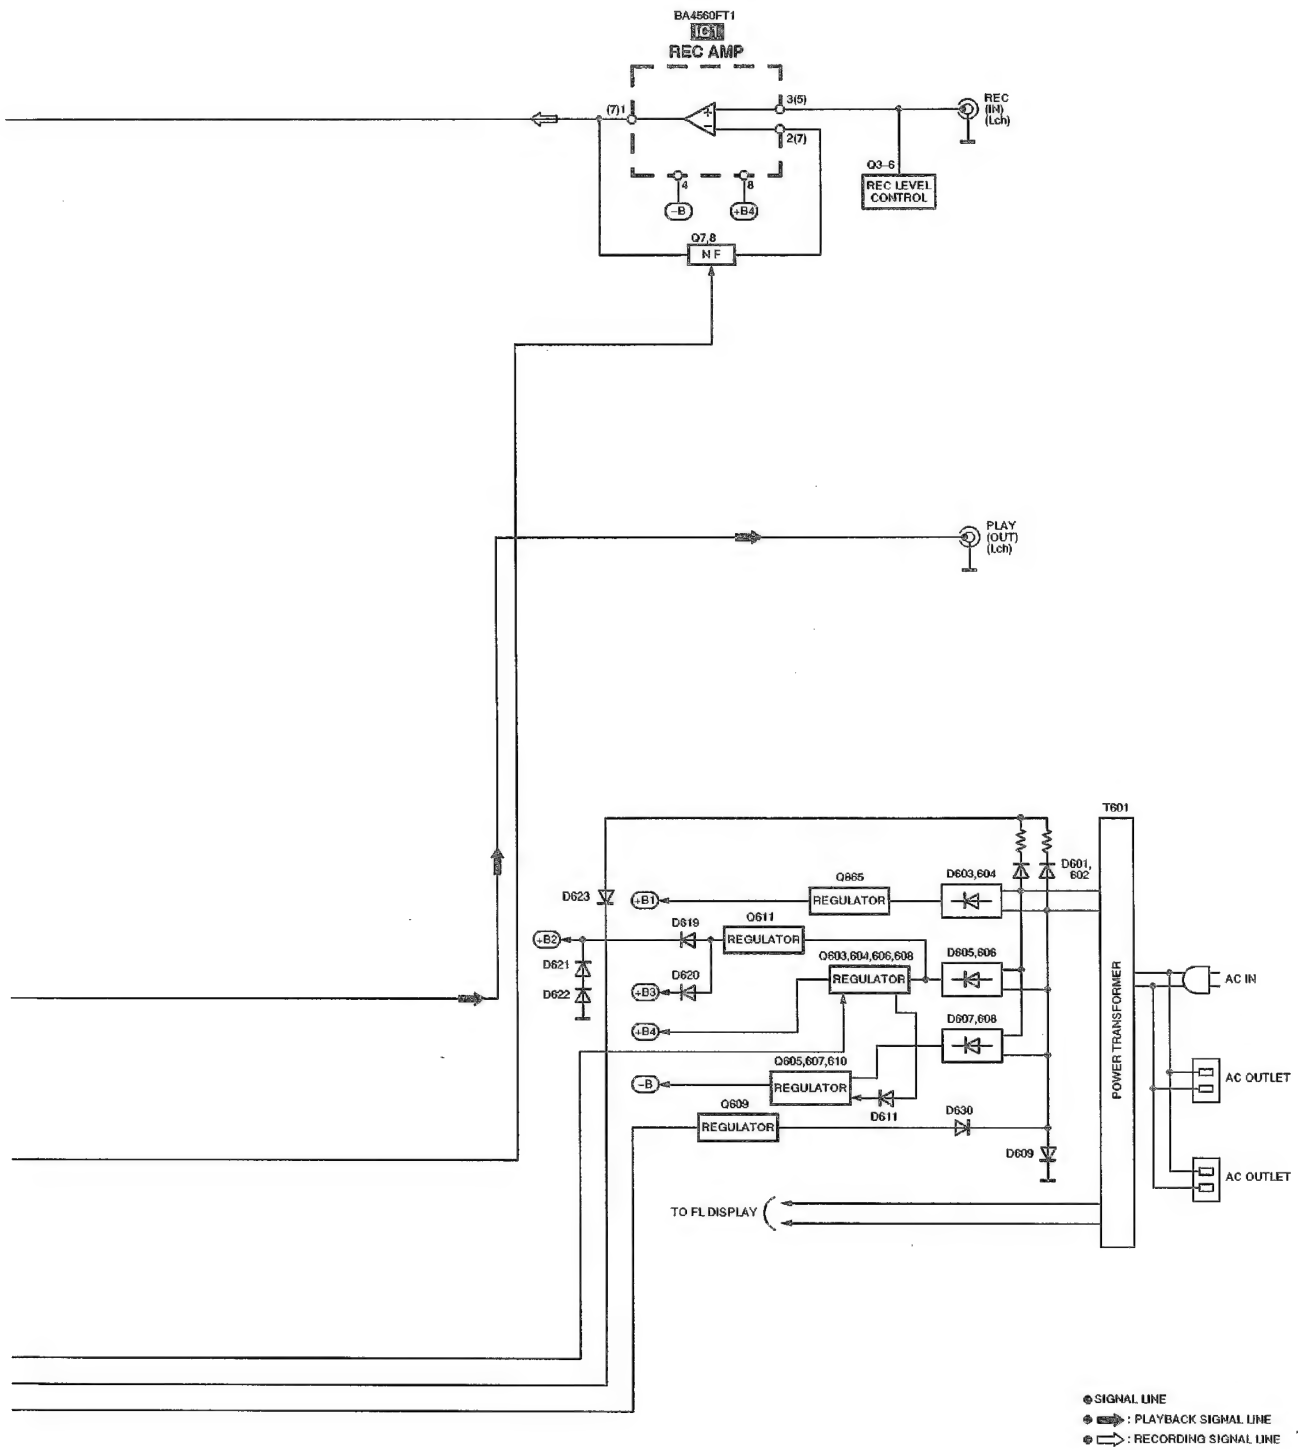 BA4560FT1
IC1
REC AMP
(7)1
3(5)
+
−
2(7)
REC
(IN)
(Lch)
4
8
−B
+B4
Q3-6
REC LEVEL
CONTROL
Q7,8
NF
PLAY
(OUT)
(Lch)
T601
D601,
602
D623
+B1
Q865
REGULATOR
D603,604
+B2
D619
Q611
REGULATOR
D621
D622
+B3
D620
Q603,604,606,608
REGULATOR
D605,606
+B4
D607,608
−B
Q605,607,610
REGULATOR
D611
Q609
REGULATOR
D630
D609
POWER TRANSFORMER
AC IN
AC OUTLET
AC OUTLET
TO FL DISPLAY
SIGNAL LINE
: PLAYBACK SIGNAL LINE
: RECORDING SIGNAL LINE